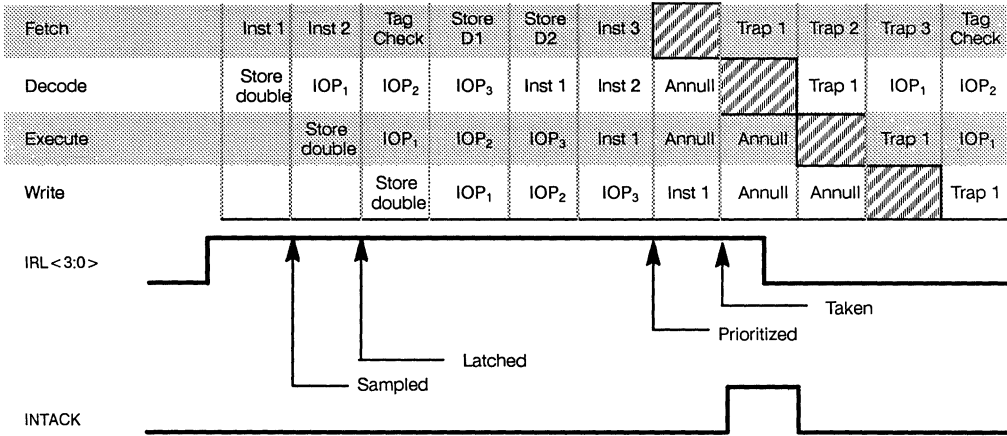 Fetch Inst 1 Inst 2 Tag Check Store D1 Store D2 Inst 3 Trap 1 Trap 2 Trap 3 Tag Check
Decode Store double IOP1 IOP2 IOP3 Inst 1 Inst 2 Annull Trap 1 IOP1 IOP2
Execute Store double IOP1 IOP2 IOP3 Inst 1 Annull Annull Trap 1 IOP1
Write Store double IOP1 IOP2 IOP3 Inst 1 Annull Annull Trap 1
IRL<3:0>
Taken
Prioritized
Latched
Sampled
INTACK